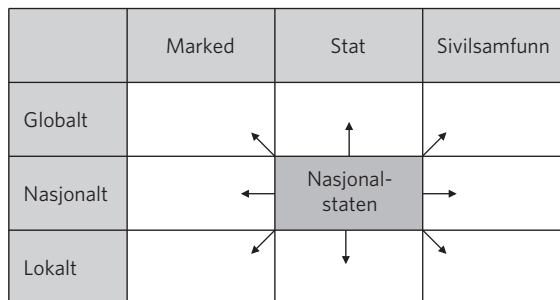 Marked
Stat
Sivilsamfunn
Globalt
Nasjonalt
Nasjonal-
staten
Lokalt